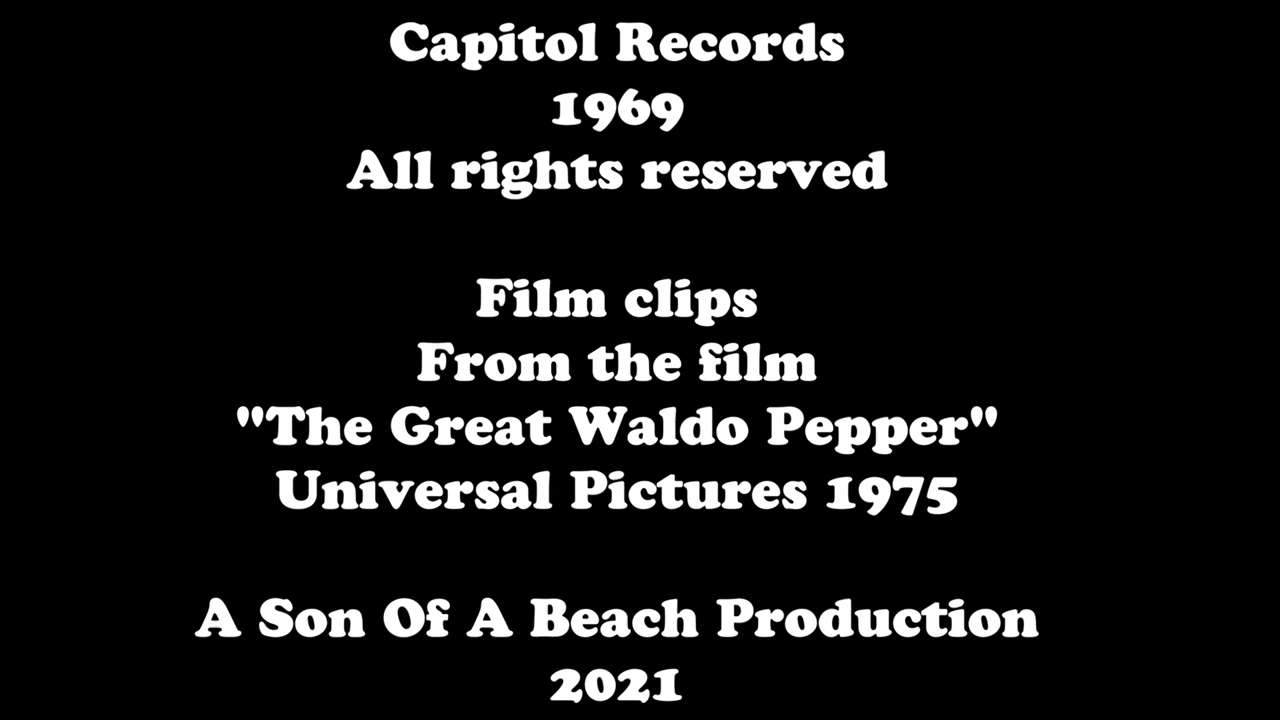 Capitol Records
1969
All rights reserved
Film clips
From the film
"The Great Waldo Pepper"
Universal Pictures 1975
A Son Of A Beach Production
2021